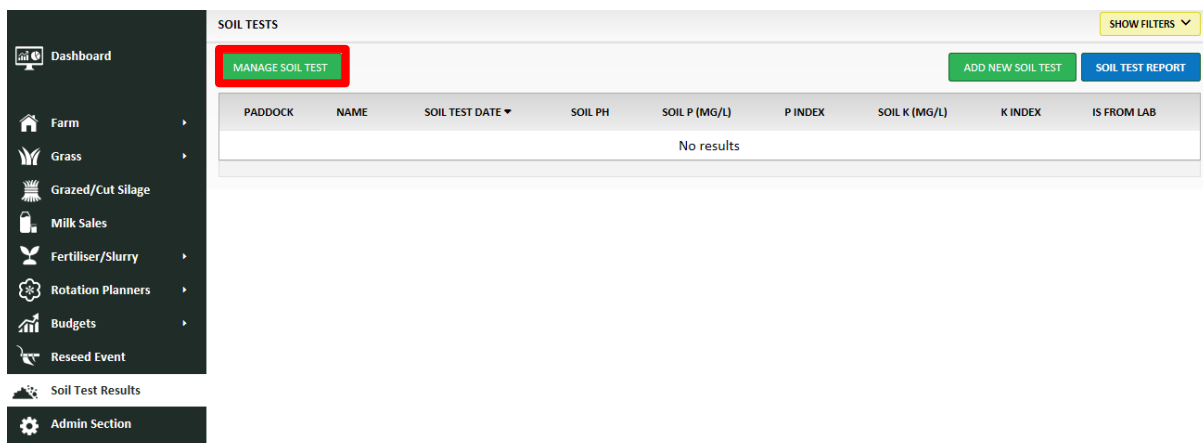 SOIL TESTS
SHOW FILTERS
Dashboard
MANAGE SOIL TEST
ADD NEW SOIL TEST
SOIL TEST REPORT
PADDOCK NAME SOIL TEST DATE SOIL PH SOIL P (MG/L) P INDEX SOIL K (MG/L) K INDEX IS FROM LAB
No results
Farm
Grass
Grazed/Cut Silage
Milk Sales
Fertiliser/Slurry
Rotation Planners
Budgets
Reseed Event
Soil Test Results
Admin Section